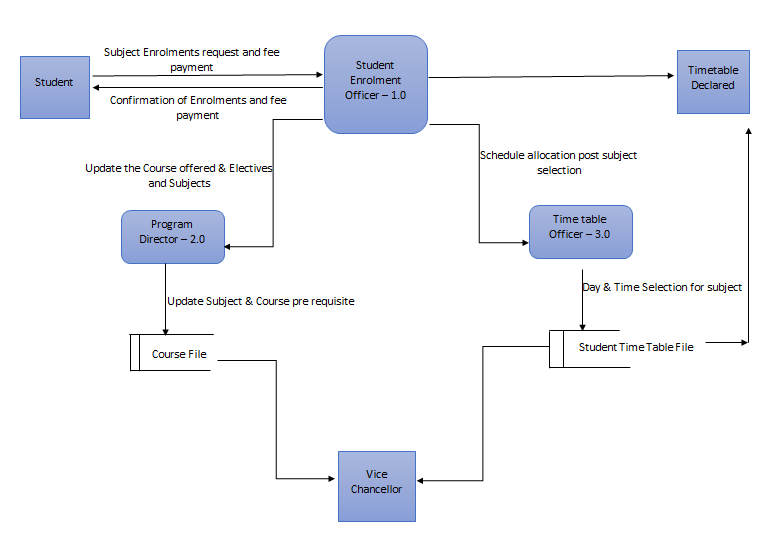 Subject Enrolments request and fee
payment
Student
Confirmation of Enrolments and fee
payment
Student
Enrolment
Officer – 1.0
Timetable
Declared
Update the Course offered & Electives
and Subjects
Schedule allocation post subject
selection
Program
Director – 2.0
Time table
Officer – 3.0
Update Subject & Course pre requisite
Day & Time Selection for subject
Course File
Student Time Table File
Vice
Chancellor